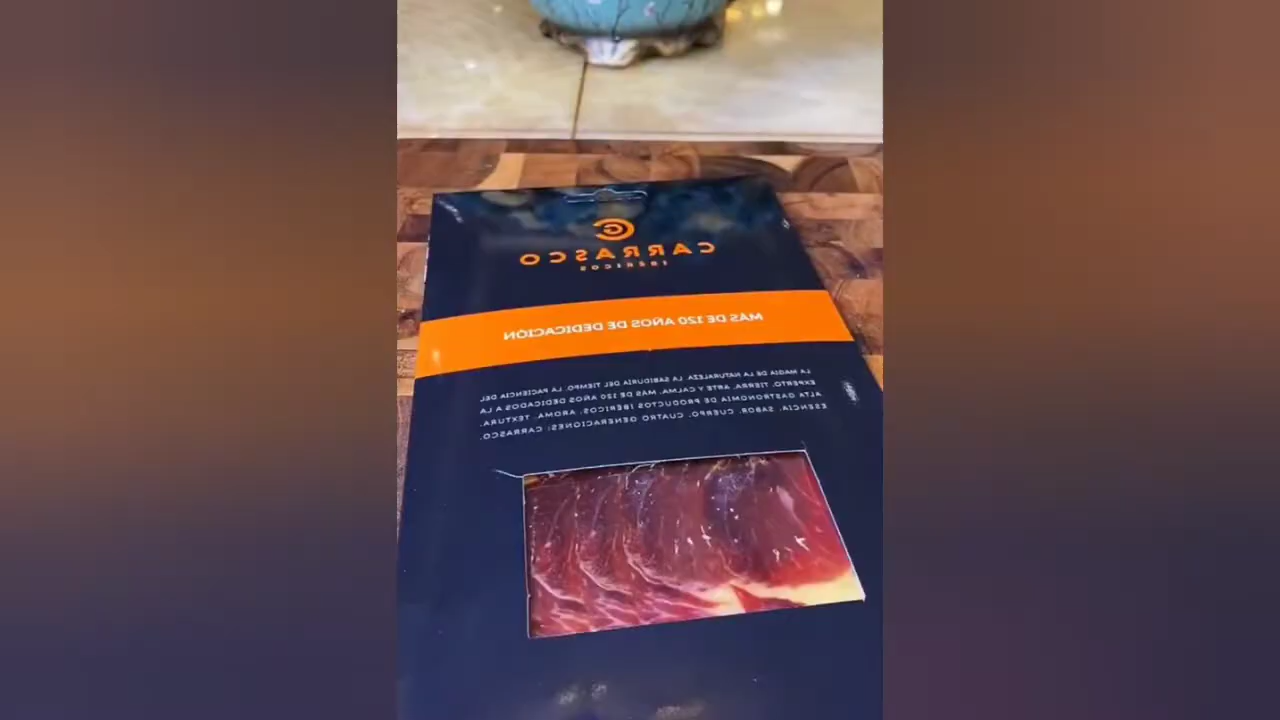 CARRASCO
IBÉRICOS
MÁS DE 120 AÑOS DE DEDICACIÓN
LA MAGIA DE LA NATURALEZA. LA SABIDURÍA DEL TIEMPO. LA PACIENCIA DEL
EXPERTO. TIERRA, ARTE Y CALMA. MÁS DE 120 AÑOS DEDICADOS A LA
ALTA GASTRONOMÍA DE PRODUCTOS IBÉRICOS. AROMA. TEXTURA.
ESENCIA. SABOR. CUERPO. CUATRO GENERACIONES: CARRASCO.